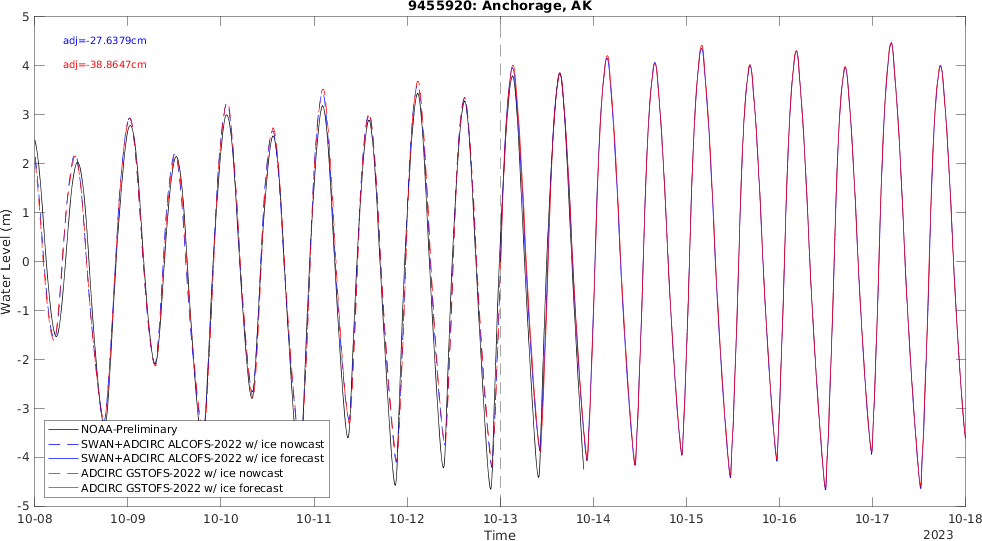 9455920: Anchorage, AK
adj=-27.6379cm
adj=-38.8647cm
5
4
3
2
1
0
-1
-2
-3
-4
-5
Water Level (m)
NOAA-Preliminary
SWAN+ADCIRC ALCOFS-2022 w/ ice nowcast
SWAN+ADCIRC ALCOFS-2022 w/ ice forecast
ADCIRC GSTOFS-2022 w/ ice nowcast
ADCIRC GSTOFS-2022 w/ ice forecast
10-08 10-09 10-10 10-11 10-12 10-13 10-14 10-15 10-16 10-17 10-18
Time
2023